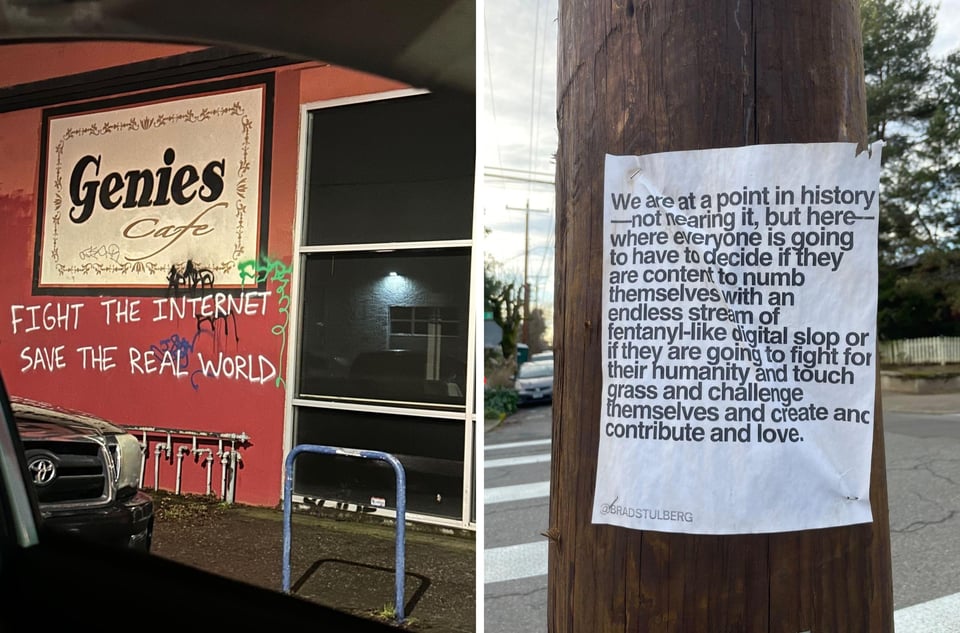 Genies
Cafe
FIGHT THE INTERNET
SAVE THE REAL WORLD
We are at a point in history
—not nearing it, but here—
where everyone is going
to have to decide if they
are content to numb
themselves with an
endless stream of
fentanyl-like digital slop or
if they are going to fight for
their humanity and touch
grass and challenge
themselves and create and
contribute and love.
@BRADSTULBERG